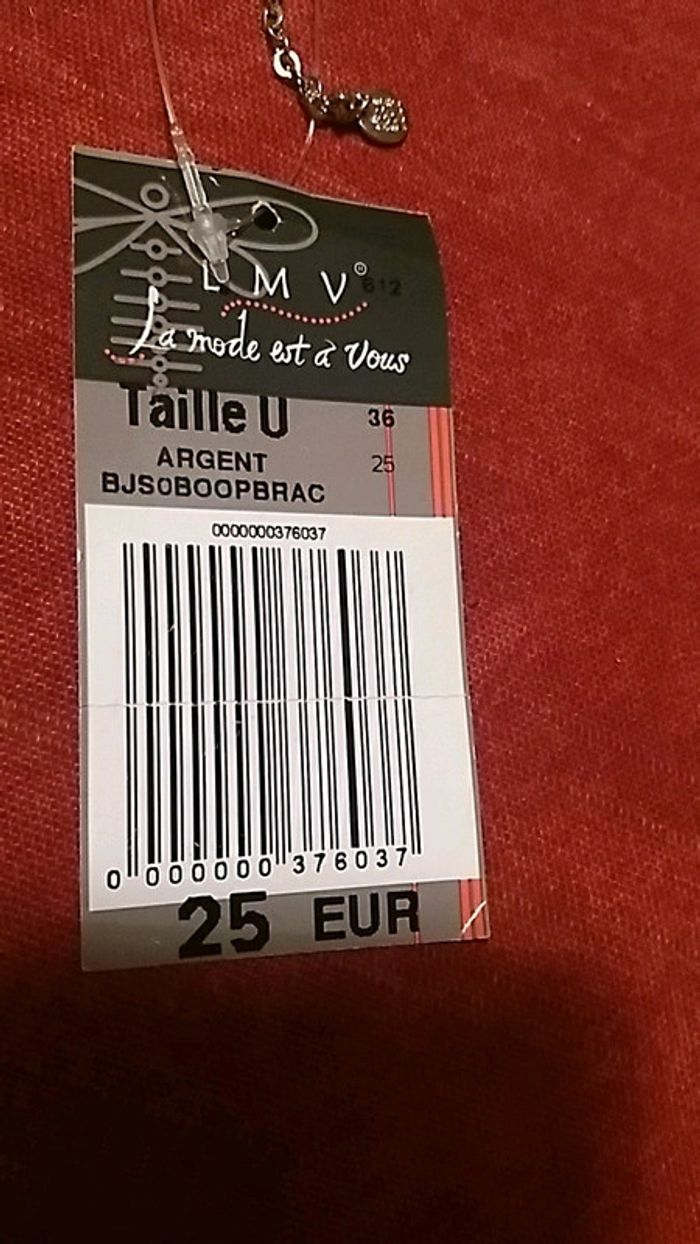 L M V®
612
La mode est à vous
Taille U
36
ARGENT
25
BJS0BOOPBRAC
0000000376037
0 000000 376037
25 EUR